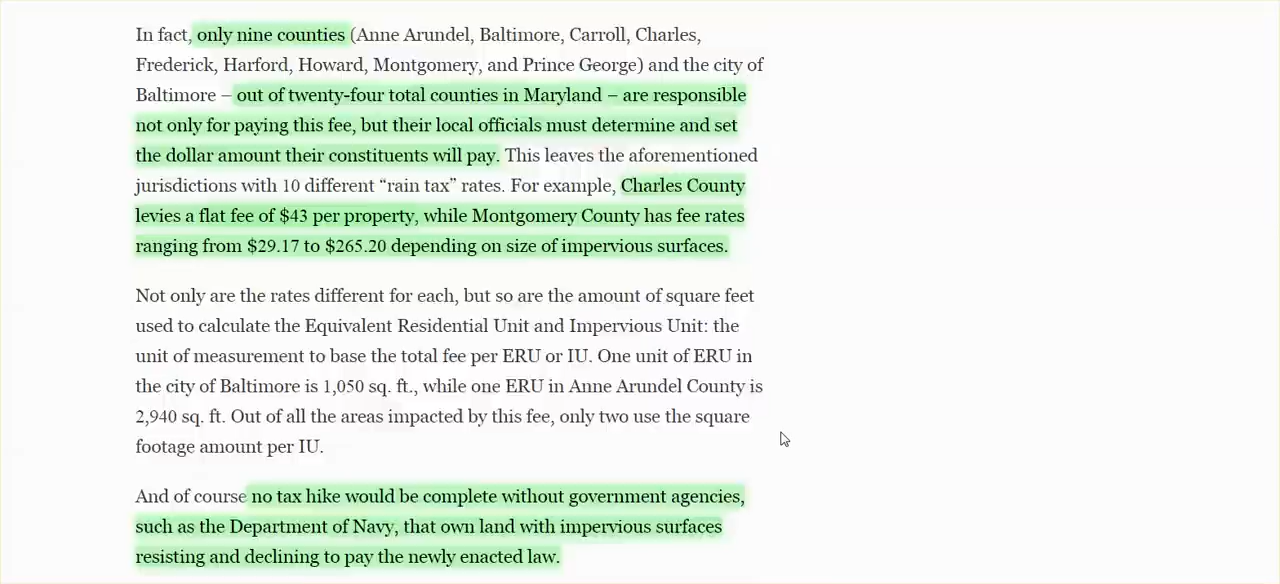 In fact, only nine counties (Anne Arundel, Baltimore, Carroll, Charles,
Frederick, Harford, Howard, Montgomery, and Prince George) and the city of
Baltimore – out of twenty-four total counties in Maryland – are responsible
not only for paying this fee, but their local officials must determine and set
the dollar amount their constituents will pay. This leaves the aforementioned
jurisdictions with 10 different “rain tax” rates. For example, Charles County
levies a flat fee of $43 per property, while Montgomery County has fee rates
ranging from $29.17 to $265.20 depending on size of impervious surfaces.
Not only are the rates different for each, but so are the amount of square feet
used to calculate the Equivalent Residential Unit and Impervious Unit: the
unit of measurement to base the total fee per ERU or IU. One unit of ERU in
the city of Baltimore is 1,050 sq. ft., while one ERU in Anne Arundel County is
2,940 sq. ft. Out of all the areas impacted by this fee, only two use the square
footage amount per IU.
And of course no tax hike would be complete without government agencies,
such as the Department of Navy, that own land with impervious surfaces
resisting and declining to pay the newly enacted law.